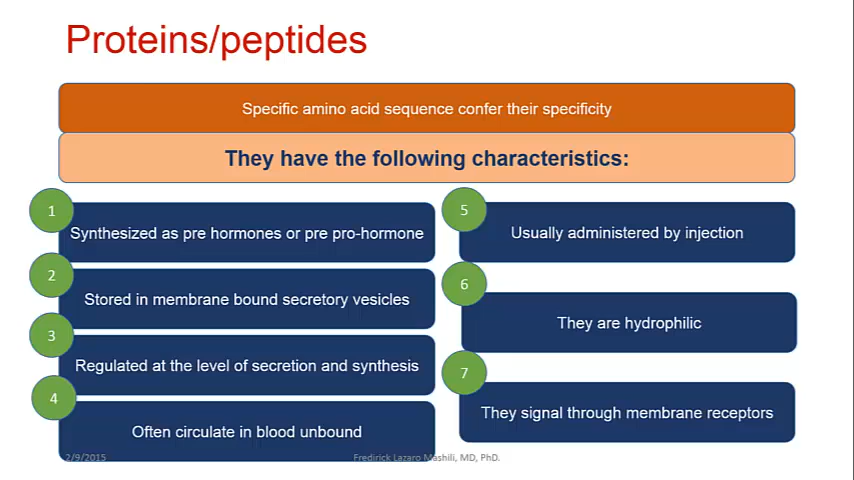 Proteins/peptides
Specific amino acid sequence confer their specificity
They have the following characteristics:
1
Synthesized as pre hormones or pre pro-hormone
2
Stored in membrane bound secretory vesicles
3
Regulated at the level of secretion and synthesis
4
Often circulate in blood unbound
5
Usually administered by injection
6
They are hydrophilic
7
They signal through membrane receptors
2/9/2015
Fredirick Lazaro Mashili, MD, PhD.